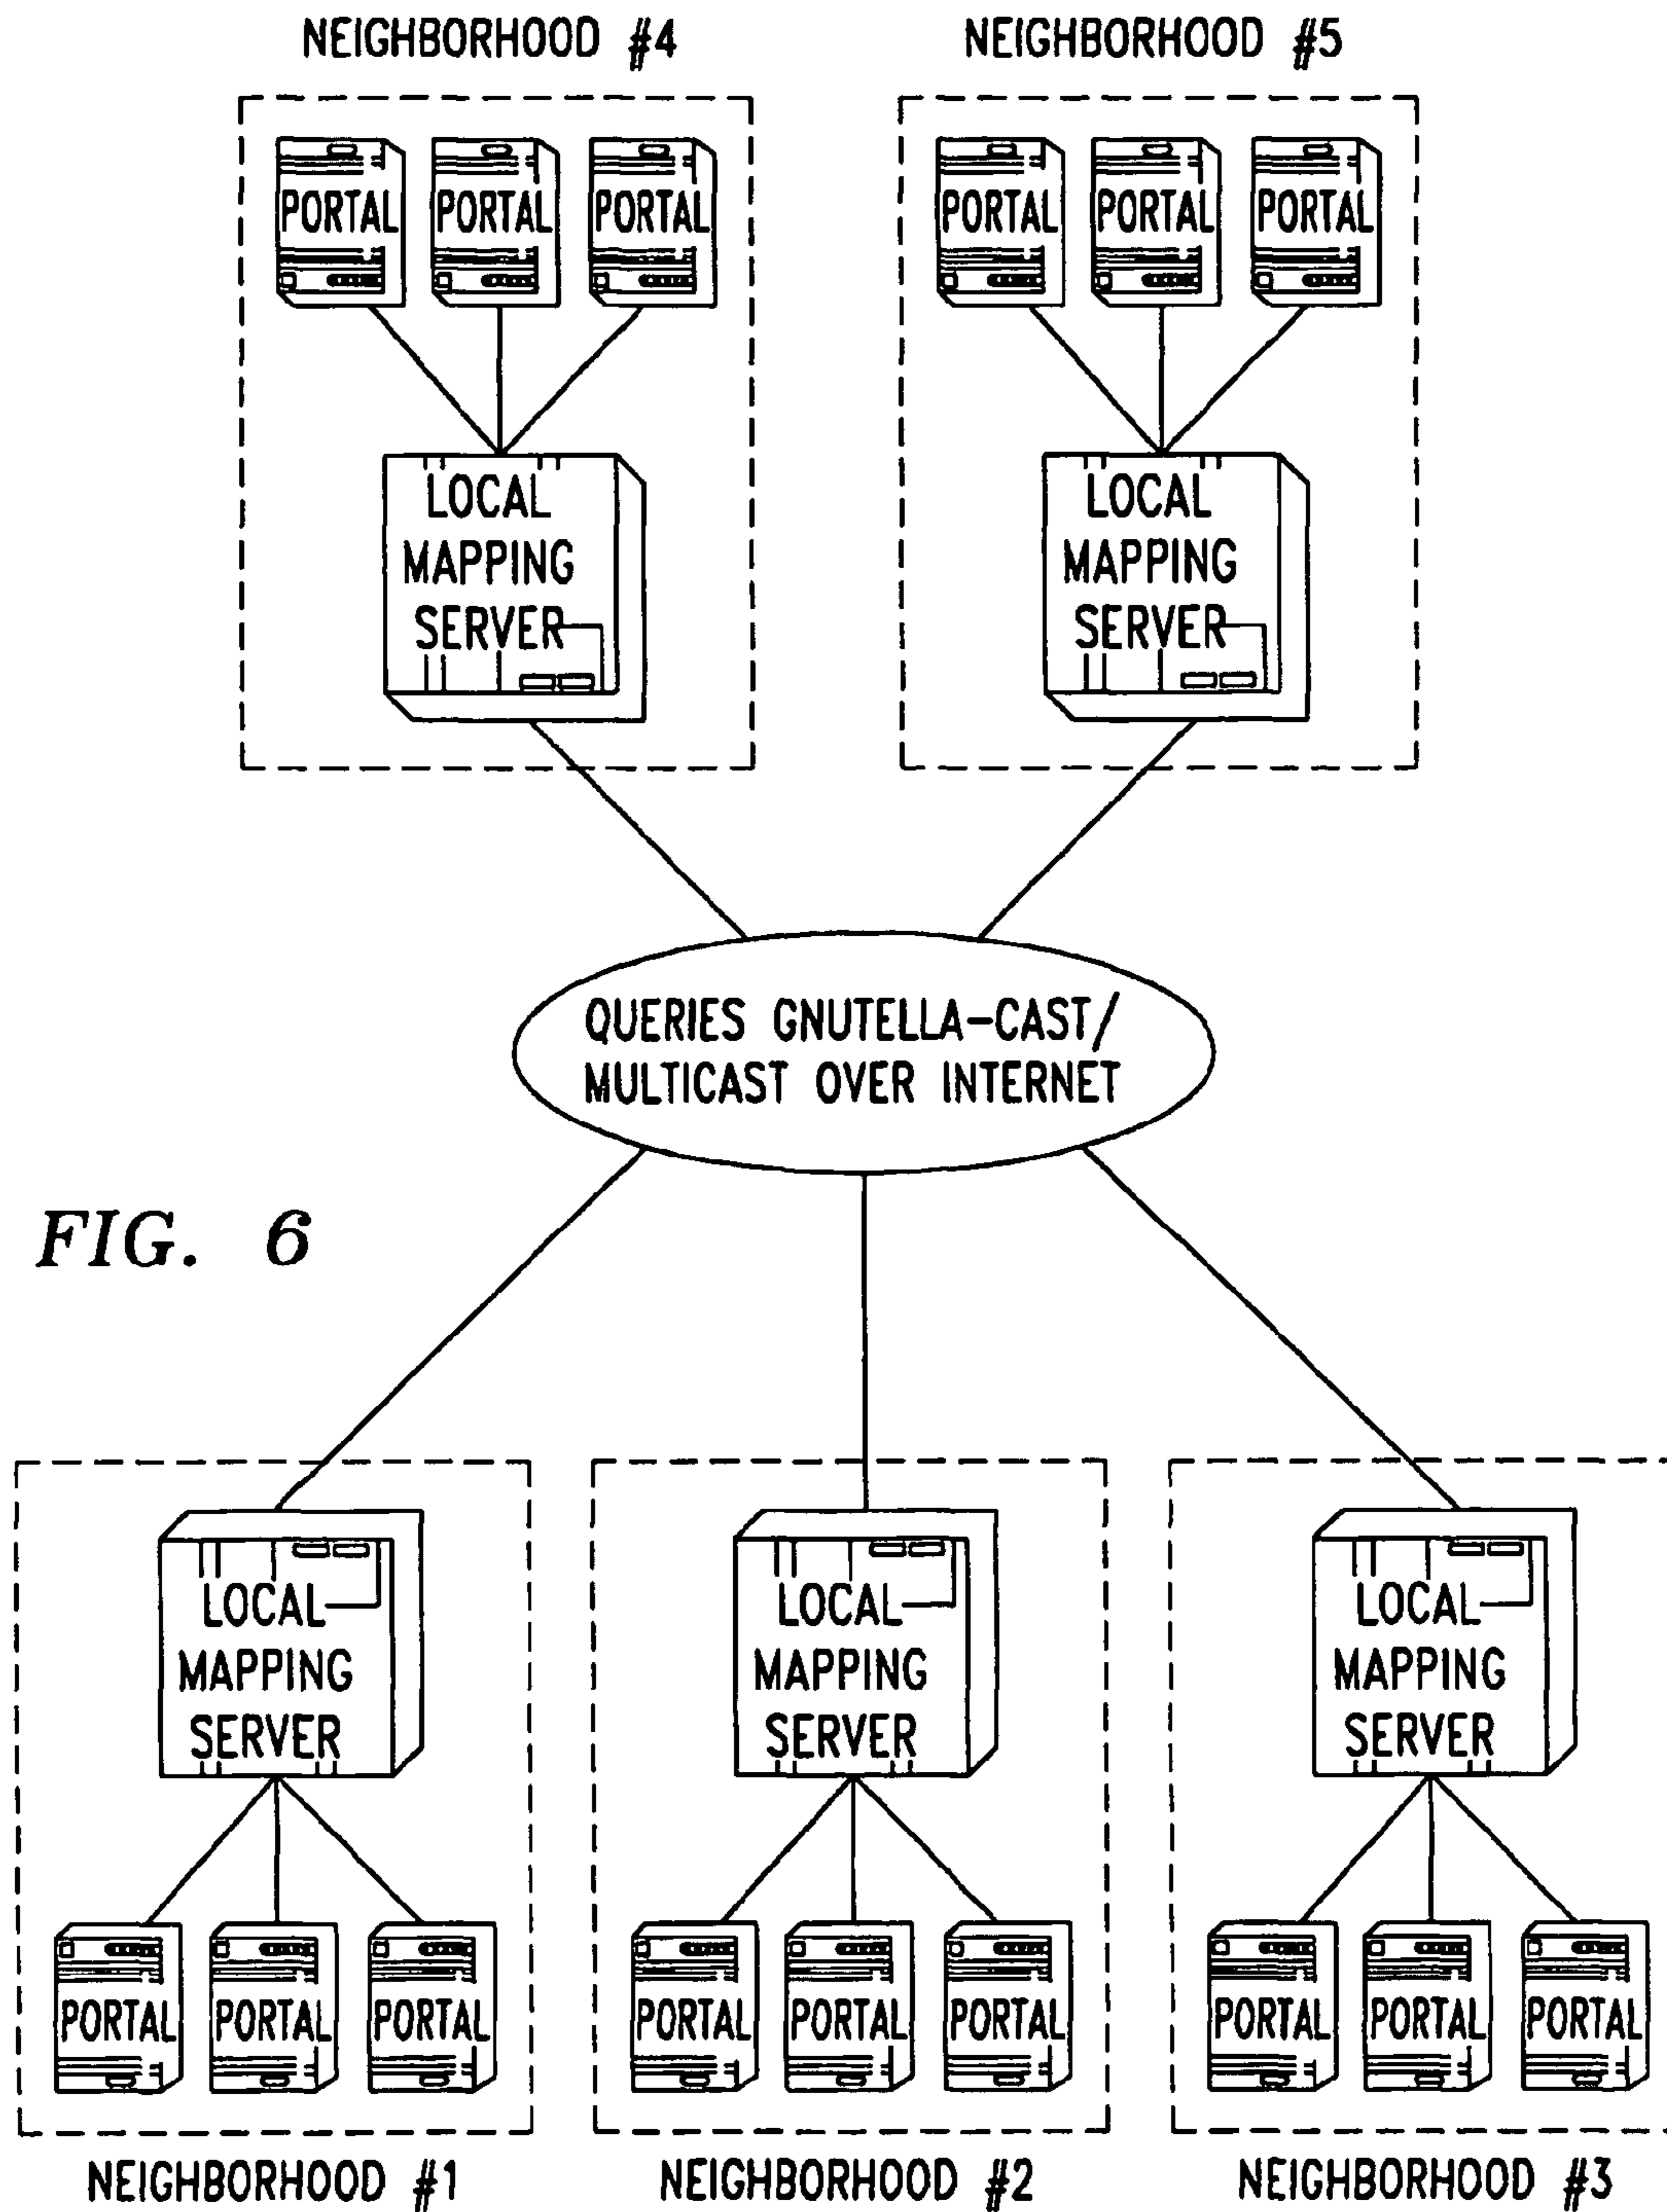 NEIGHBORHOOD #4
NEIGHBORHOOD #5
PORTAL
PORTAL
PORTAL
PORTAL
PORTAL
PORTAL
LOCAL
MAPPING
SERVER
LOCAL
MAPPING
SERVER
QUERIES GNUTELLA-CAST/
MULTICAST OVER INTERNET
FIG. 6
LOCAL
MAPPING
SERVER
LOCAL
MAPPING
SERVER
LOCAL
MAPPING
SERVER
PORTAL
PORTAL
PORTAL
PORTAL
PORTAL
PORTAL
PORTAL
PORTAL
PORTAL
NEIGHBORHOOD #1
NEIGHBORHOOD #2
NEIGHBORHOOD #3